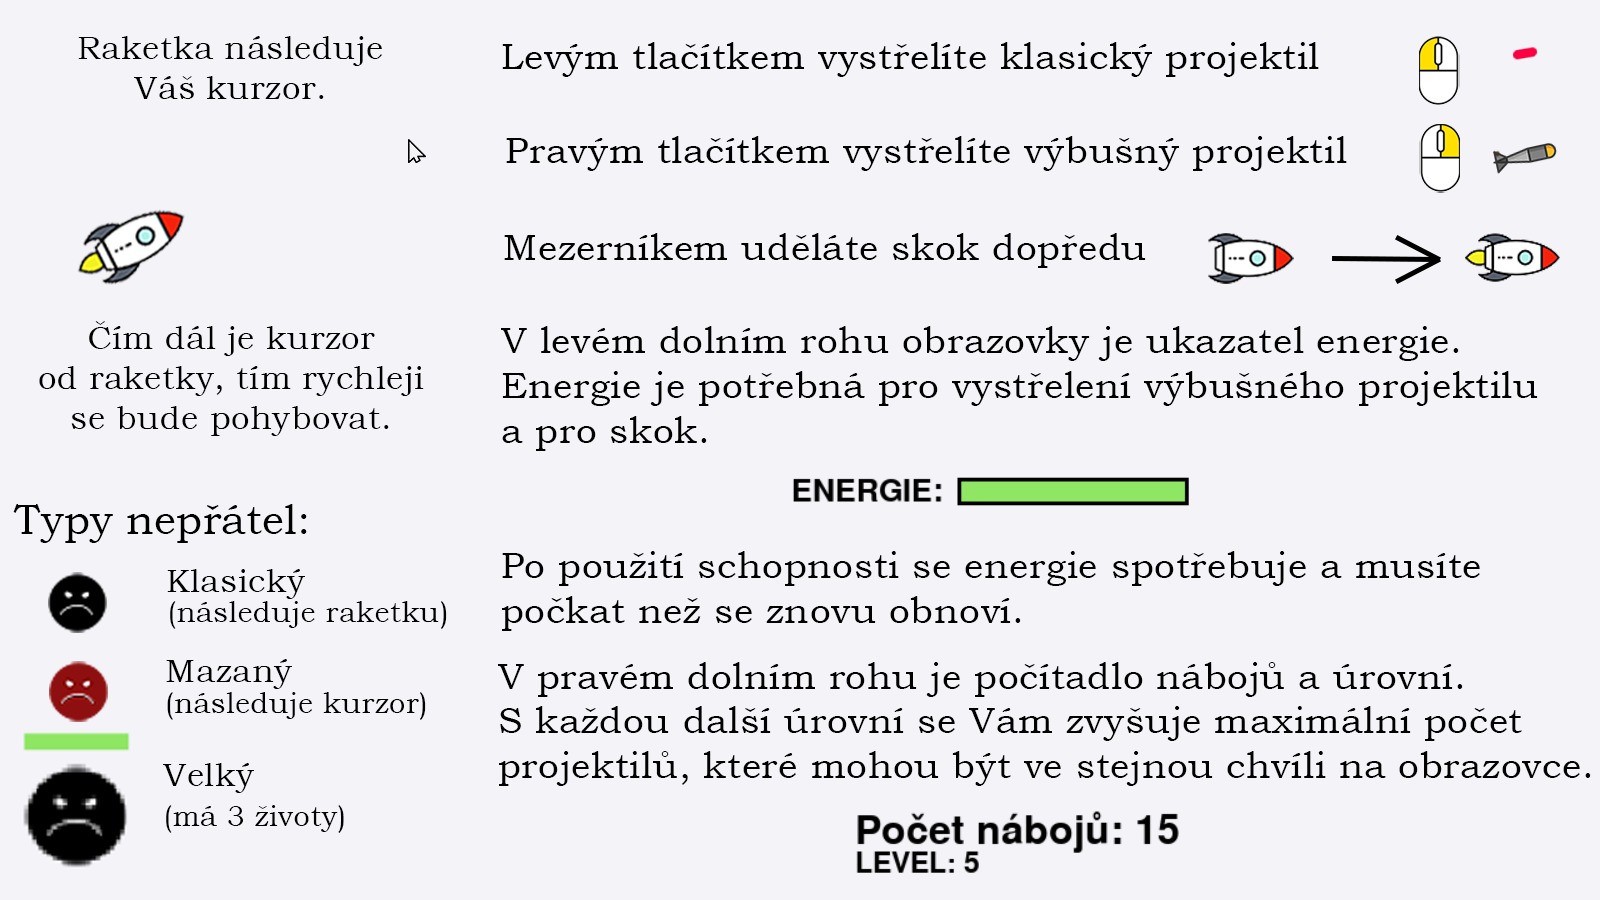 Raketka následuje
Váš kurzor.
Čím dál je kurzor
od raketky, tím rychleji
se bude pohybovat.
Typy nepřátel:
Klasický
(následuje raketku)
Mazaný
(následuje kurzor)
Velký
(má 3 životy)
Levým tlačítkem vystřelíte klasický projektil
Pravým tlačítkem vystřelíte výbušný projektil
Mezerníkem uděláte skok dopředu
V levém dolním rohu obrazovky je ukazatel energie.
Energie je potřebná pro vystřelení výbušného projektilu
a pro skok.
ENERGIE:
Po použití schopnosti se energie spotřebuje a musíte
počkat než se znovu obnoví.
V pravém dolním rohu je počítadlo nábojů a úrovní.
S každou další úrovní se Vám zvyšuje maximální počet
projektilů, které mohou být ve stejnou chvíli na obrazovce.
Počet nábojů: 15
LEVEL: 5